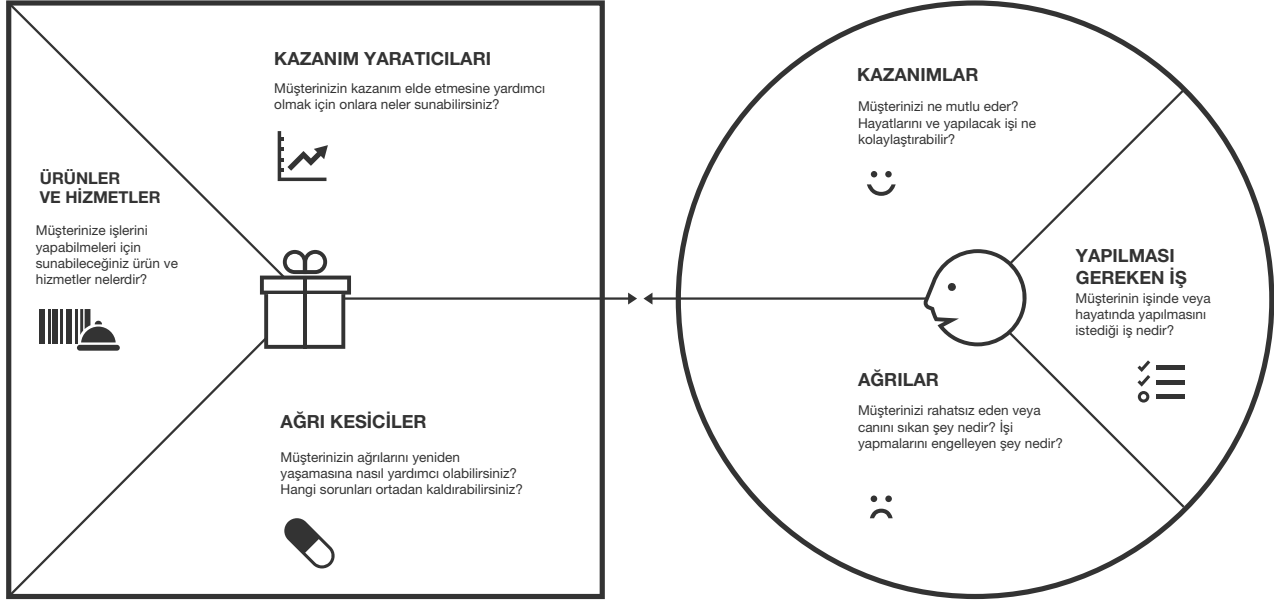 KAZANIM YARATICILARI
Müşterinizin kazanım elde etmesine yardımcı
olmak için onlara neler sunabilirsiniz?
ÜRÜNLER
VE HİZMETLER
Müşterinize işlerini
yapabilmeleri için
sunabileceğiniz ürün ve
hizmetler nelerdir?
AĞRI KESİCİLER
Müşterinizin ağrılarını yeniden
yaşamasına nasıl yardımcı olabilirsiniz?
Hangi sorunları ortadan kaldırabilirsiniz?
KAZANIMLAR
Müşterinizi ne mutlu eder?
Hayatlarını ve yapılacak işi ne
kolaylaştırabilir?
YAPILMASI
GEREKEN İŞ
Müşterinin işinde veya
hayatında yapılmasını
istediği iş nedir?
AĞRILAR
Müşterinizi rahatsız eden veya
canını sıkan şey nedir? İşi
yapmalarını engelleyen şey nedir?